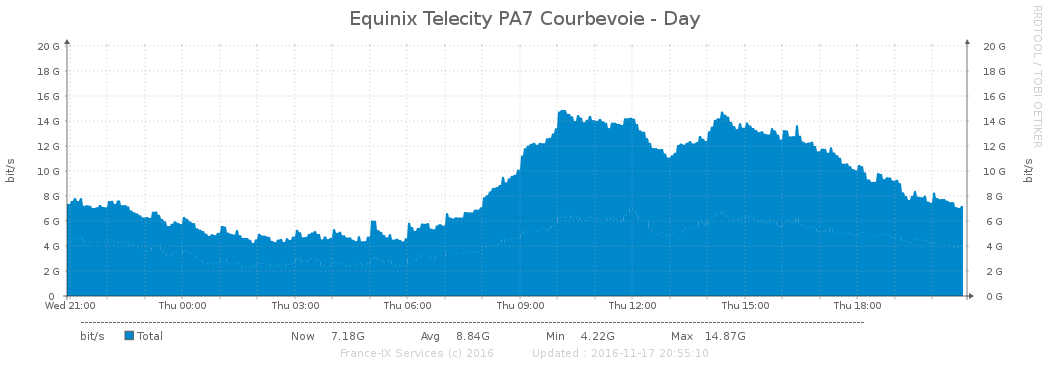 Equinix Telecity PA7 Courbevoie - Day
RRDTOOL / TOBI OETIKER
20 G 20 G
18 G 18 G
16 G 16 G
14 G 14 G
12 G 12 G
10 G 10 G
8 G 8 G
6 G 6 G
4 G 4 G
2 G 2 G
0 0 G
bit/s
bit/s
Wed 21:00 Thu 00:00 Thu 03:00 Thu 06:00 Thu 09:00 Thu 12:00 Thu 15:00 Thu 18:00
bit/s Total Now 7.18G Avg 8.84G Min 4.22G Max 14.87G
France-IX Services (c) 2016 Updated : 2016-11-17 20:55:10